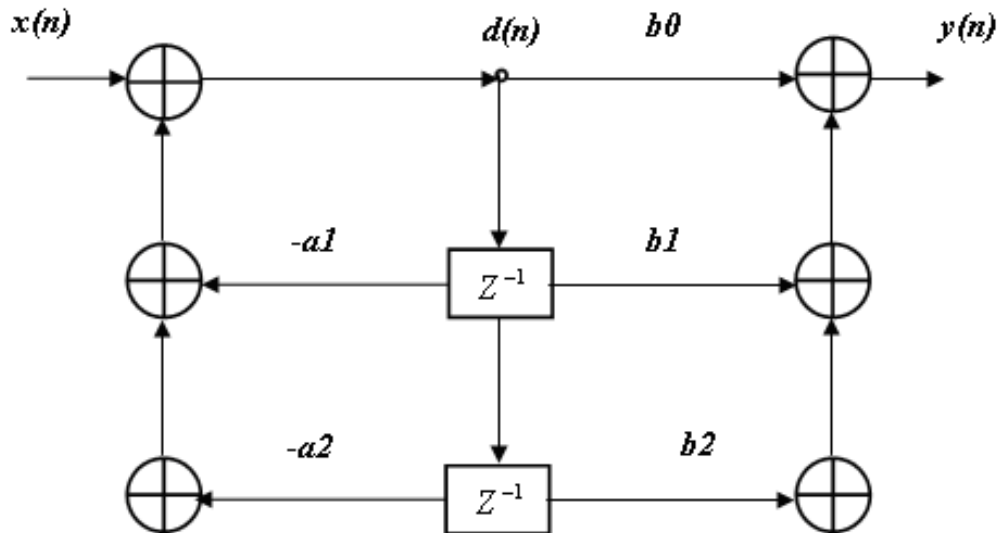 x(n) d(n) b0 y(n)
-a1 b1
Z⁻¹
-a2 b2
Z⁻¹